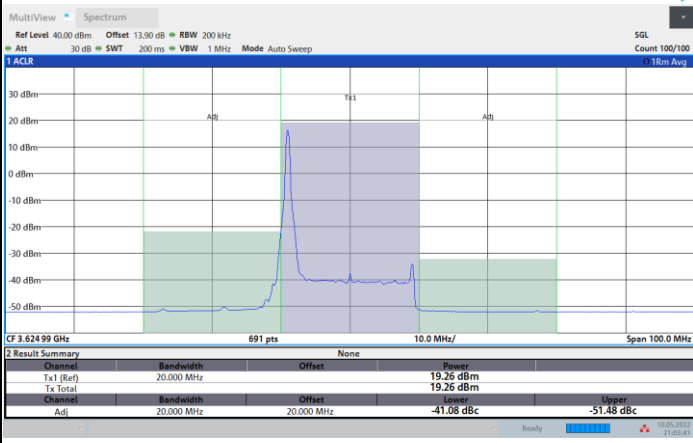 MultiView Spectrum
Ref Level 40.00 dBm Offset 13.90 dB RBW 200 kHz SGL
Att 30 dB SWT 200 ms VBW 1 MHz Mode Auto Sweep Count 100/100
1 ACLR 1Rm Avg
30 dBm
Tx1
20 dBm
Adj Adj
10 dBm
0 dBm
-10 dBm
-20 dBm
-30 dBm
-40 dBm
-50 dBm
CF 3.624 99 GHz 691 pts 10.0 MHz/ Span 100.0 MHz
2 Result Summary None
Channel Bandwidth Offset Power
Tx1 (Ref) 20.000 MHz 19.26 dBm
Tx Total 19.26 dBm
Channel Bandwidth Offset Lower Upper
Adj 20.000 MHz 20.000 MHz -41.08 dBc -51.48 dBc
Ready 10.05.2022
21:03:41